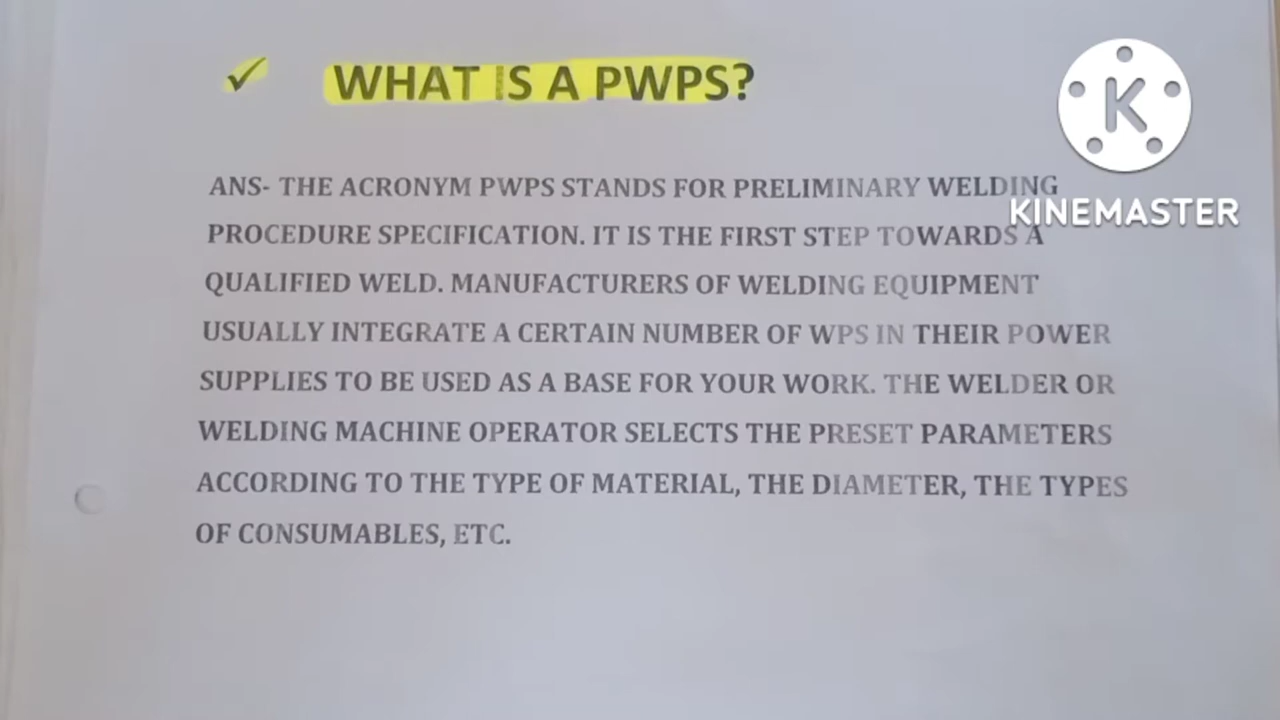 ✓ WHAT IS A PWPS?
ANS- THE ACRONYM PWPS STANDS FOR PRELIMINARY WELDING
PROCEDURE SPECIFICATION. IT IS THE FIRST STEP TOWARDS A
QUALIFIED WELD. MANUFACTURERS OF WELDING EQUIPMENT
USUALLY INTEGRATE A CERTAIN NUMBER OF WPS IN THEIR POWER
SUPPLIES TO BE USED AS A BASE FOR YOUR WORK. THE WELDER OR
WELDING MACHINE OPERATOR SELECTS THE PRESET PARAMETERS
ACCORDING TO THE TYPE OF MATERIAL, THE DIAMETER, THE TYPES
OF CONSUMABLES, ETC.
K
KINEMASTER